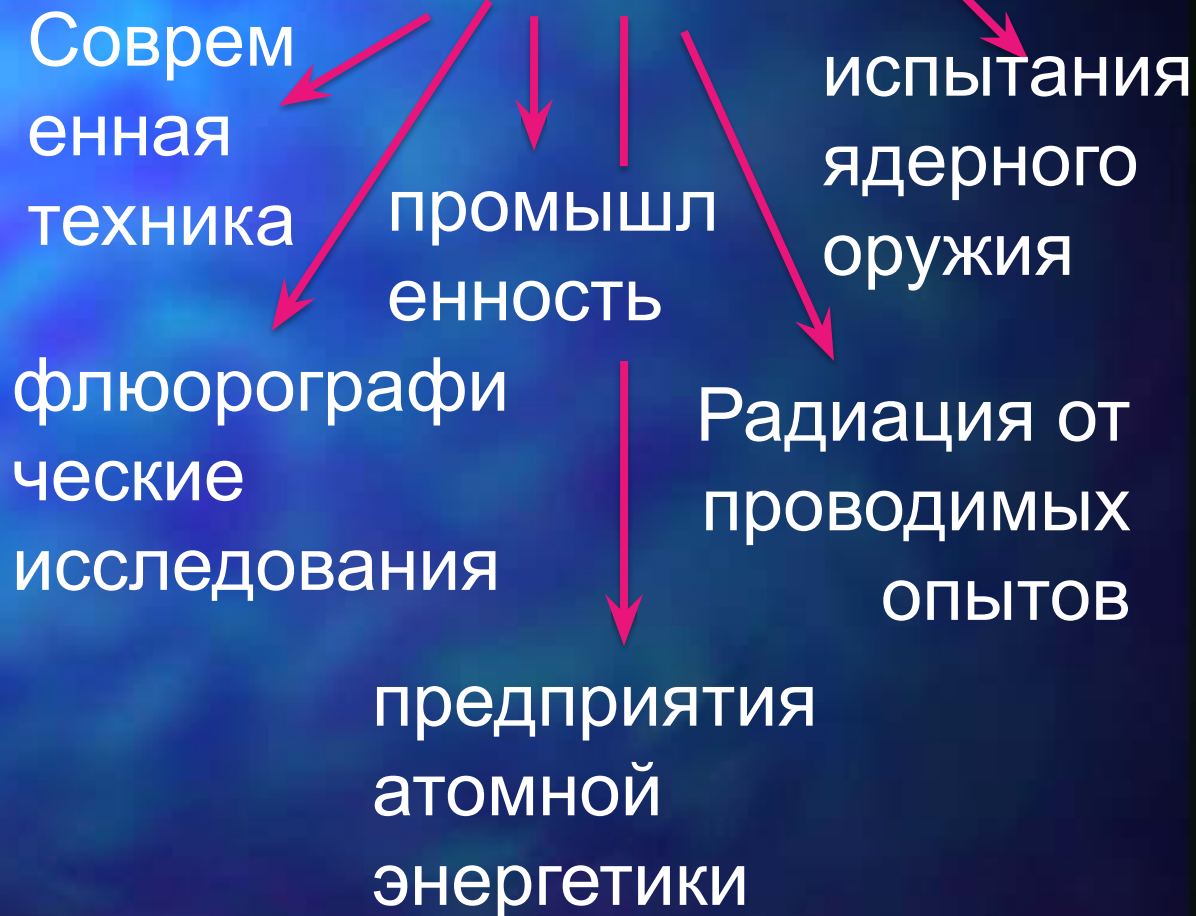 Соврем
енная
техника
промышл
енность
испытания
ядерного
оружия
флюорографи
ческие
исследования
Радиация от
проводимых
опытов
предприятия
атомной
энергетики